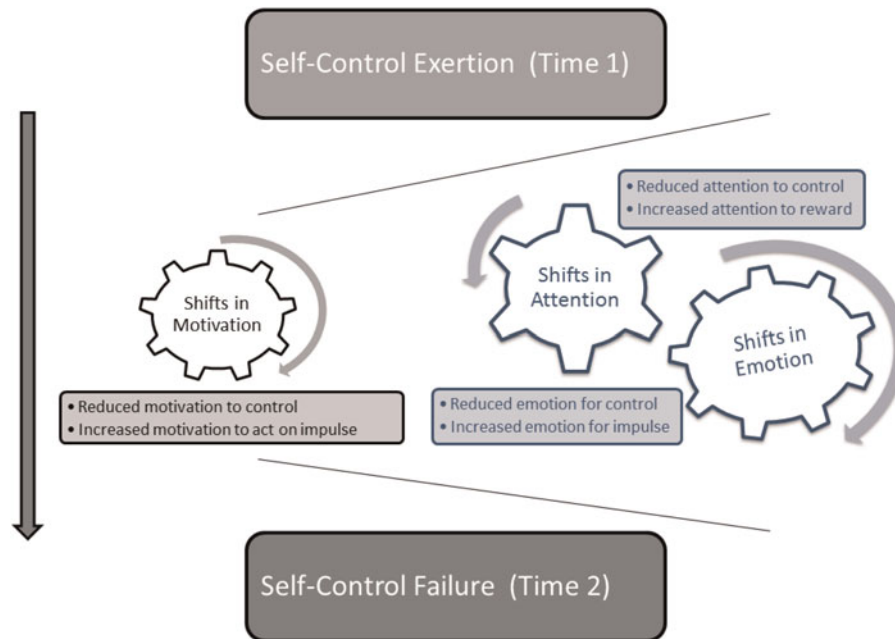 Self-Control Exertion (Time 1)
• Reduced attention to control
• Increased attention to reward
Shifts in
Attention
Shifts in
Motivation
Shifts in
Emotion
• Reduced motivation to control
• Increased motivation to act on impulse
• Reduced emotion for control
• Increased emotion for impulse
Self-Control Failure (Time 2)